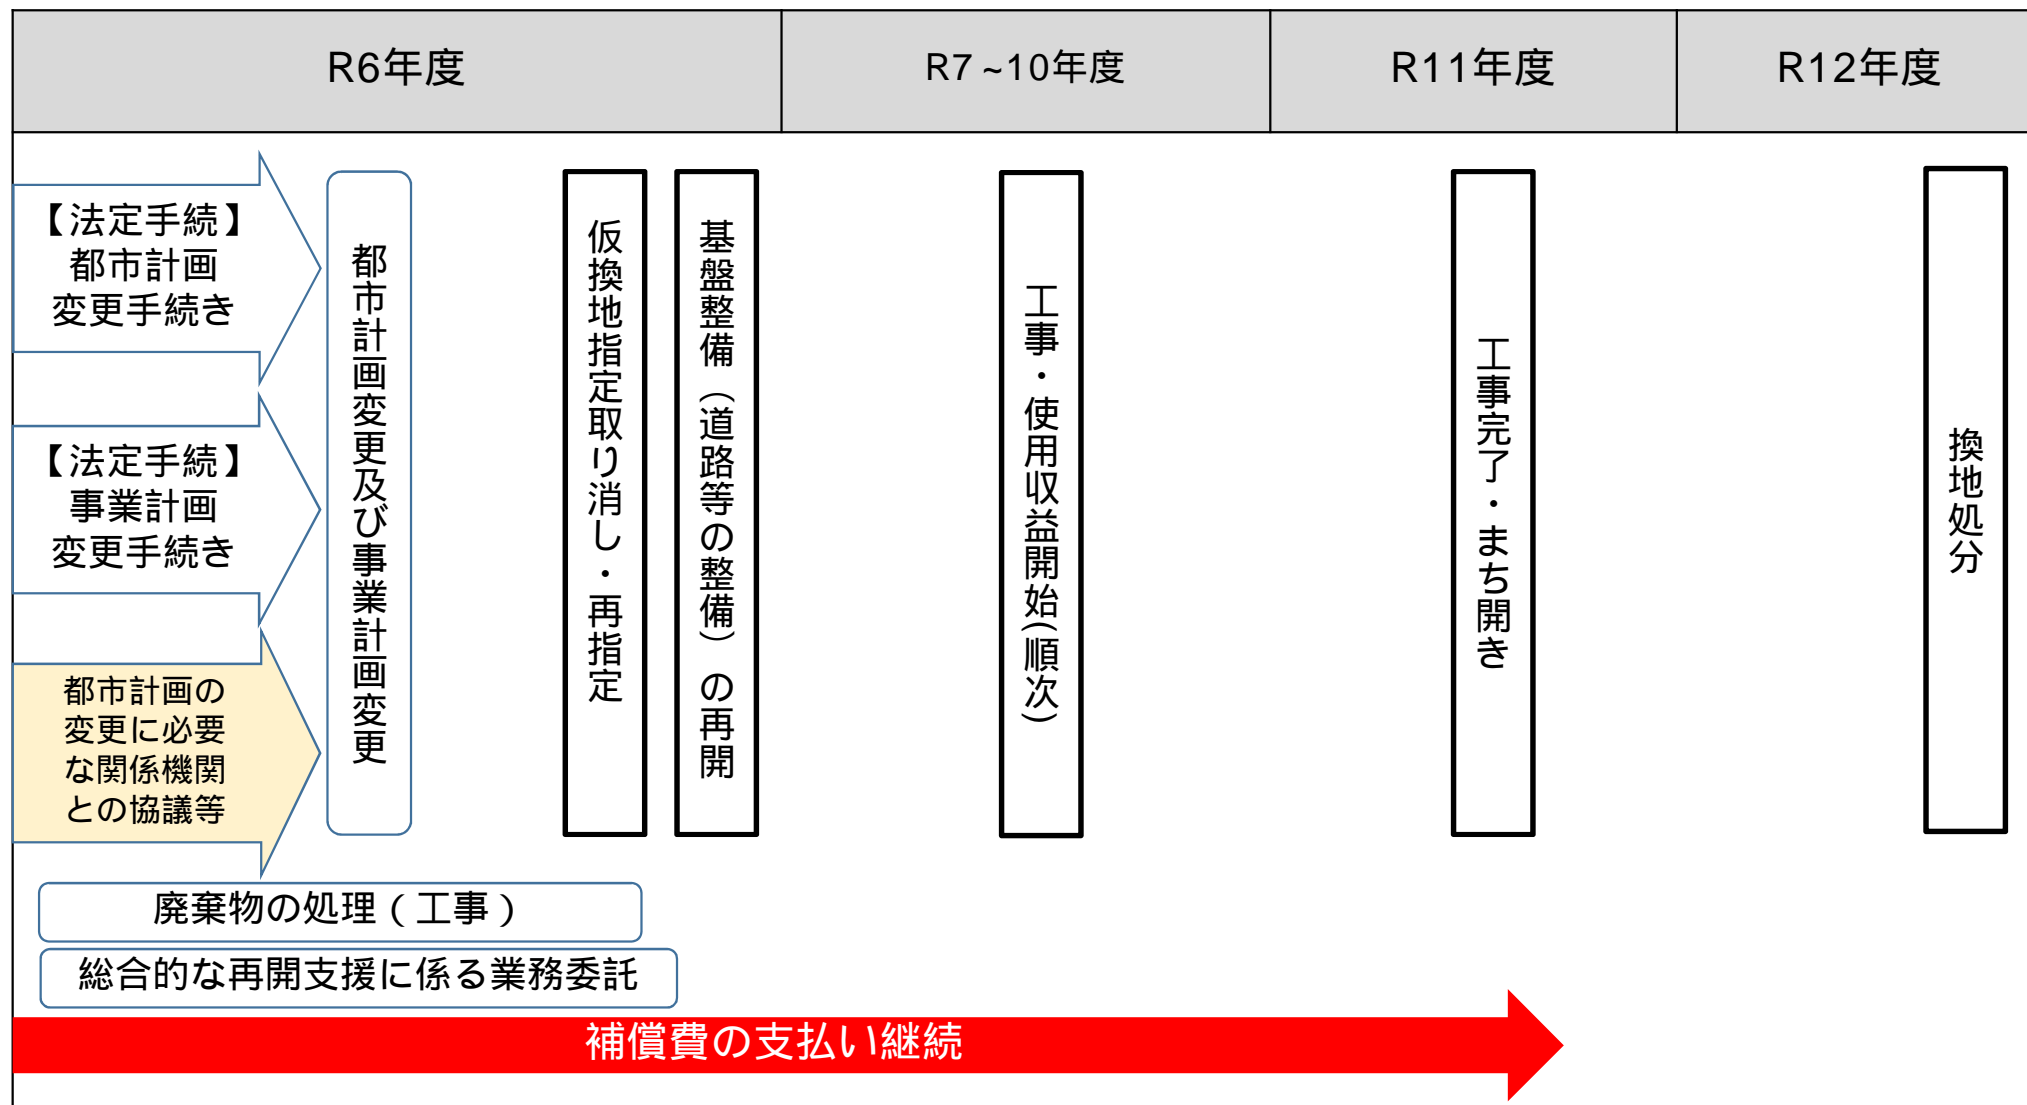 R6年度
R7~10年度
R11年度
R12年度
【法定手続】
都市計画
変更手続き
【法定手続】
事業計画
変更手続き
都市計画の
変更に必要
な関係機関
との協議等
都市計画変更及び事業計画変更
仮換地指定取り消し・再指定
基盤整備（道路等の整備）の再開
工事・使用収益開始(順次)
工事完了・まち開き
換地処分
廃棄物の処理（工事）
総合的な再開支援に係る業務委託
補償費の支払い継続